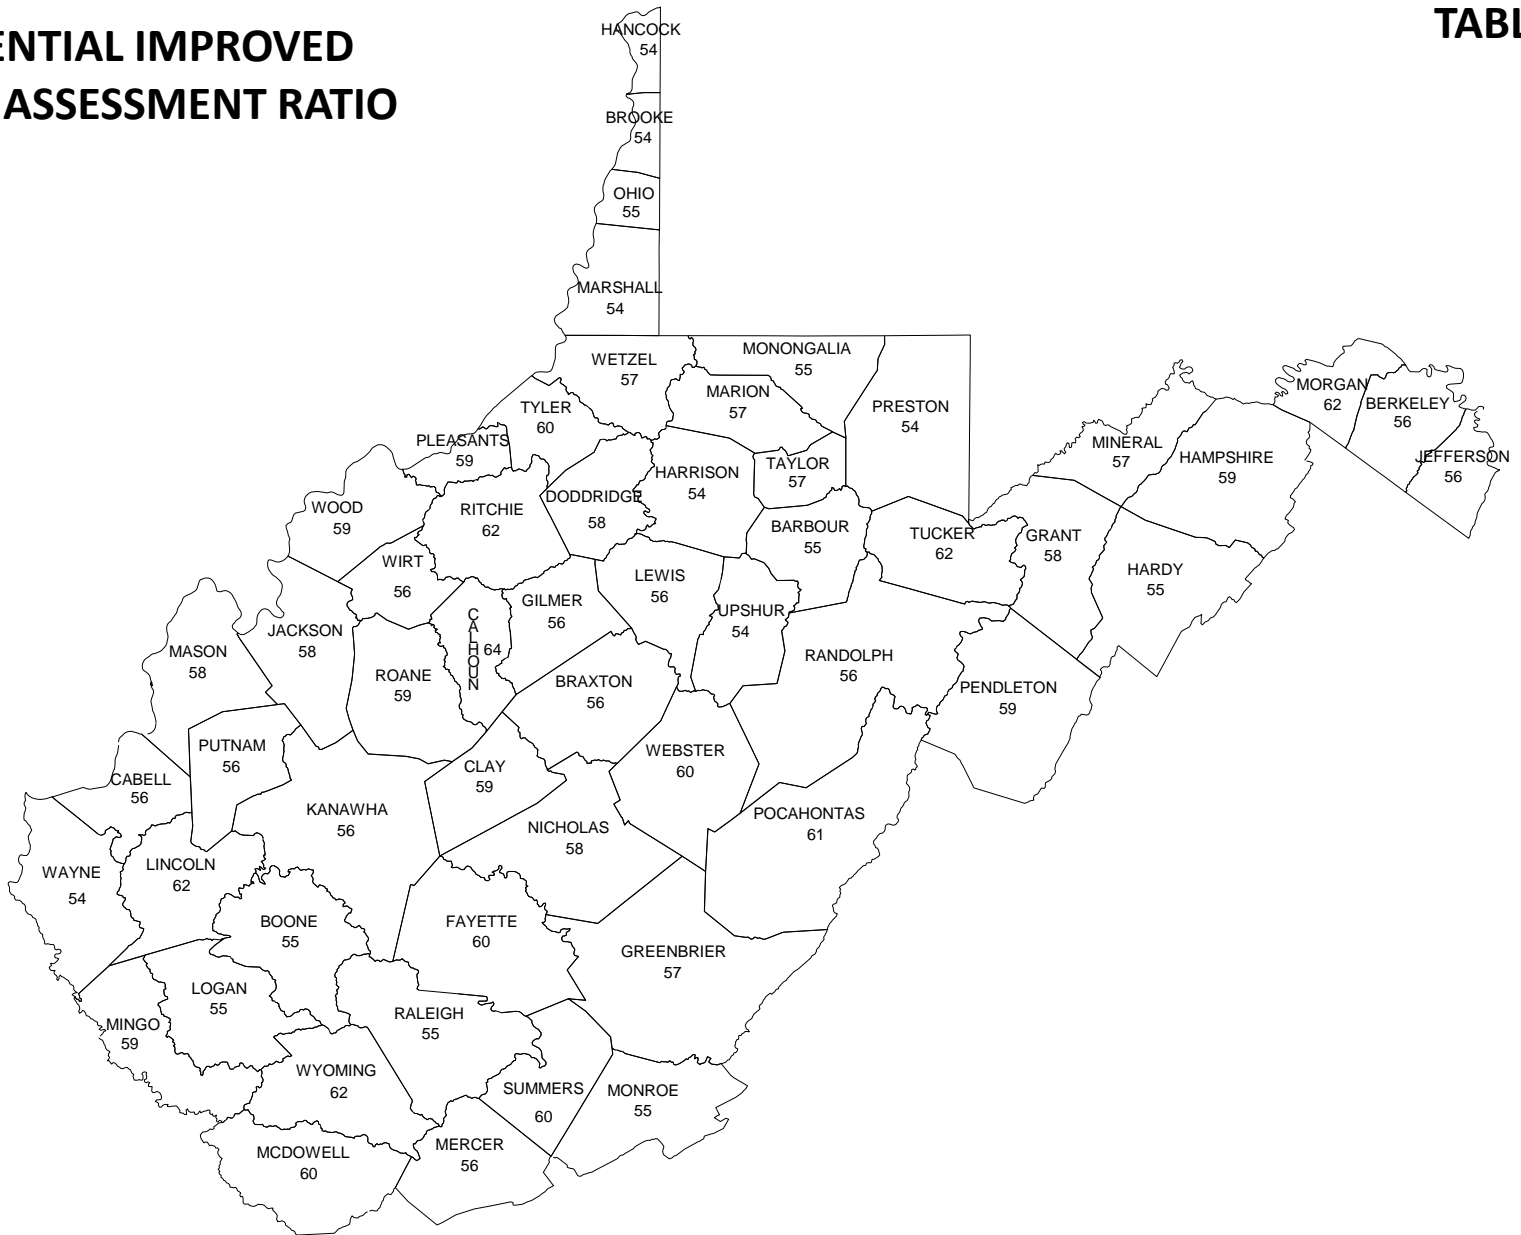 ENTIAL IMPROVED
ASSESSMENT RATIO
TABL
HANCOCK
54
BROOKE
54
OHIO
55
MARSHALL
54
WETZEL
57
MONONGALIA
55
MARION
57
PRESTON
54
TYLER
60
PLEASANTS
59
HARRISON
54
TAYLOR
57
DODDRIDGE
58
RITCHIE
62
WOOD
59
MORGAN
62
BERKELEY
56
JEFFERSON
56
MINERAL
57
HAMPSHIRE
59
BARBOUR
55
TUCKER
62
GRANT
58
HARDY
55
WIRT
56
LEWIS
56
GILMER
56
CALHOUN
64
UPSHUR
54
JACKSON
58
MASON
58
ROANE
59
RANDOLPH
56
BRAXTON
56
PENDLETON
59
PUTNAM
56
WEBSTER
60
CLAY
59
CABELL
56
KANAWHA
56
NICHOLAS
58
POCAHONTAS
61
WAYNE
54
LINCOLN
62
BOONE
55
FAYETTE
60
GREENBRIER
57
LOGAN
55
RALEIGH
55
MINGO
59
WYOMING
62
SUMMERS
60
MONROE
55
MCDOWELL
60
MERCER
56